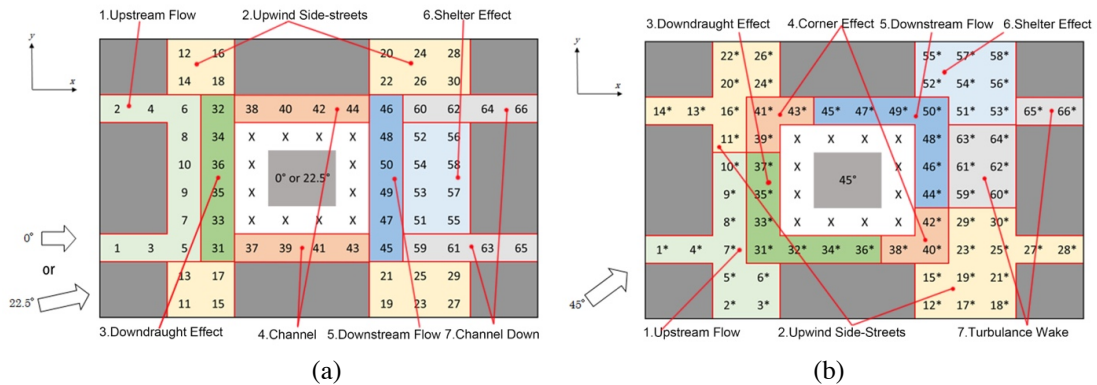 1.Upstream Flow 2.Upwind Side-streets 6.Shelter Effect
y
x
12 16 20 24 28
14 18 22 26 30
2 4 6 32 38 40 42 44 46 60 62 64 66
8 34 X X X X 48 52 56
10 36 X 0° or 22.5° X 50 54 58
9 35 X X 49 53 57
7 33 X X X X 47 51 55
1 3 5 31 37 39 41 43 45 59 61 63 65
13 17 21 25 29
11 15 19 23 27
0°
or
22.5°
3.Downdraught Effect 4.Channel 5.Downstream Flow 7.Channel Down
(a)
3.Downdraught Effect 4.Corner Effect 5.Downstream Flow 6.Shelter Effect
y
x
22* 26* 55* 57* 58*
20* 24* 52* 54* 56*
14* 13* 16* 41* 43* 45* 47* 49* 50* 51* 53* 65* 66*
11* 39* X X X X 48* 63* 64*
10* 37* X 45° X 46* 61* 62*
9* 35* X X 44* 59* 60*
8* 33* X X X X 42* 29* 30*
1* 4* 7* 31* 32* 34* 36* 38* 40* 23* 25* 27* 28*
5* 6* 15* 19* 21*
2* 3* 12* 17* 18*
45°
1.Upstream Flow 2.Upwind Side-Streets 7.Turbulance Wake
(b)